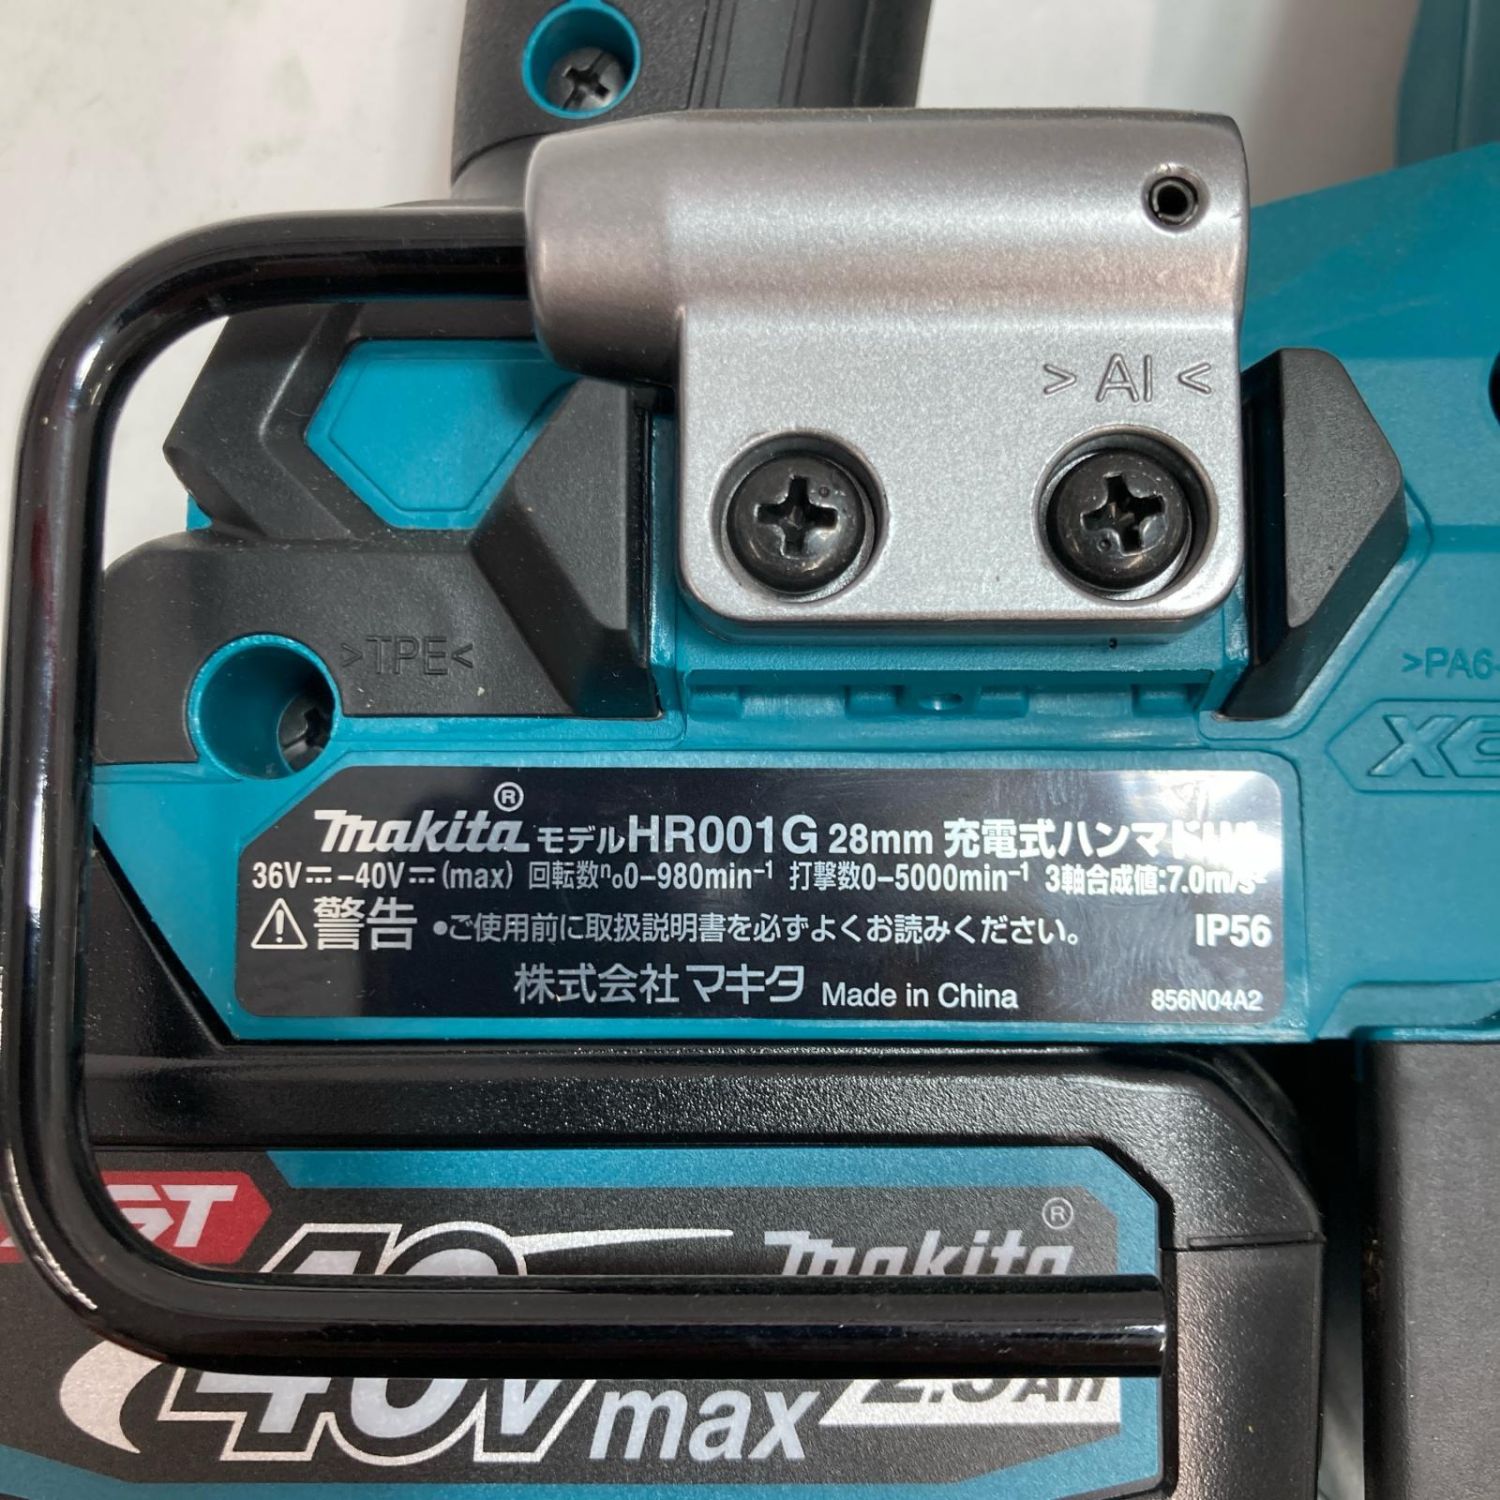 >AI<
>TPE<
>PA6-
makita® モデルHR001G 28mm 充電式ハンマドリル
36V⎓-40V⎓(max) 回転数n₀0-980min⁻¹ 打撃数0-5000min⁻¹ 3軸合成値:7.0m/s²
⚠警告 •ご使用前に取扱説明書を必ずよくお読みください。 IP56
株式会社マキタ Made in China 856N04A2
makita®
40Vmax